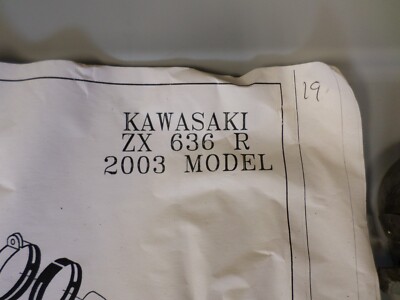 KAWASAKI
ZX 636 R
2003 MODEL
19